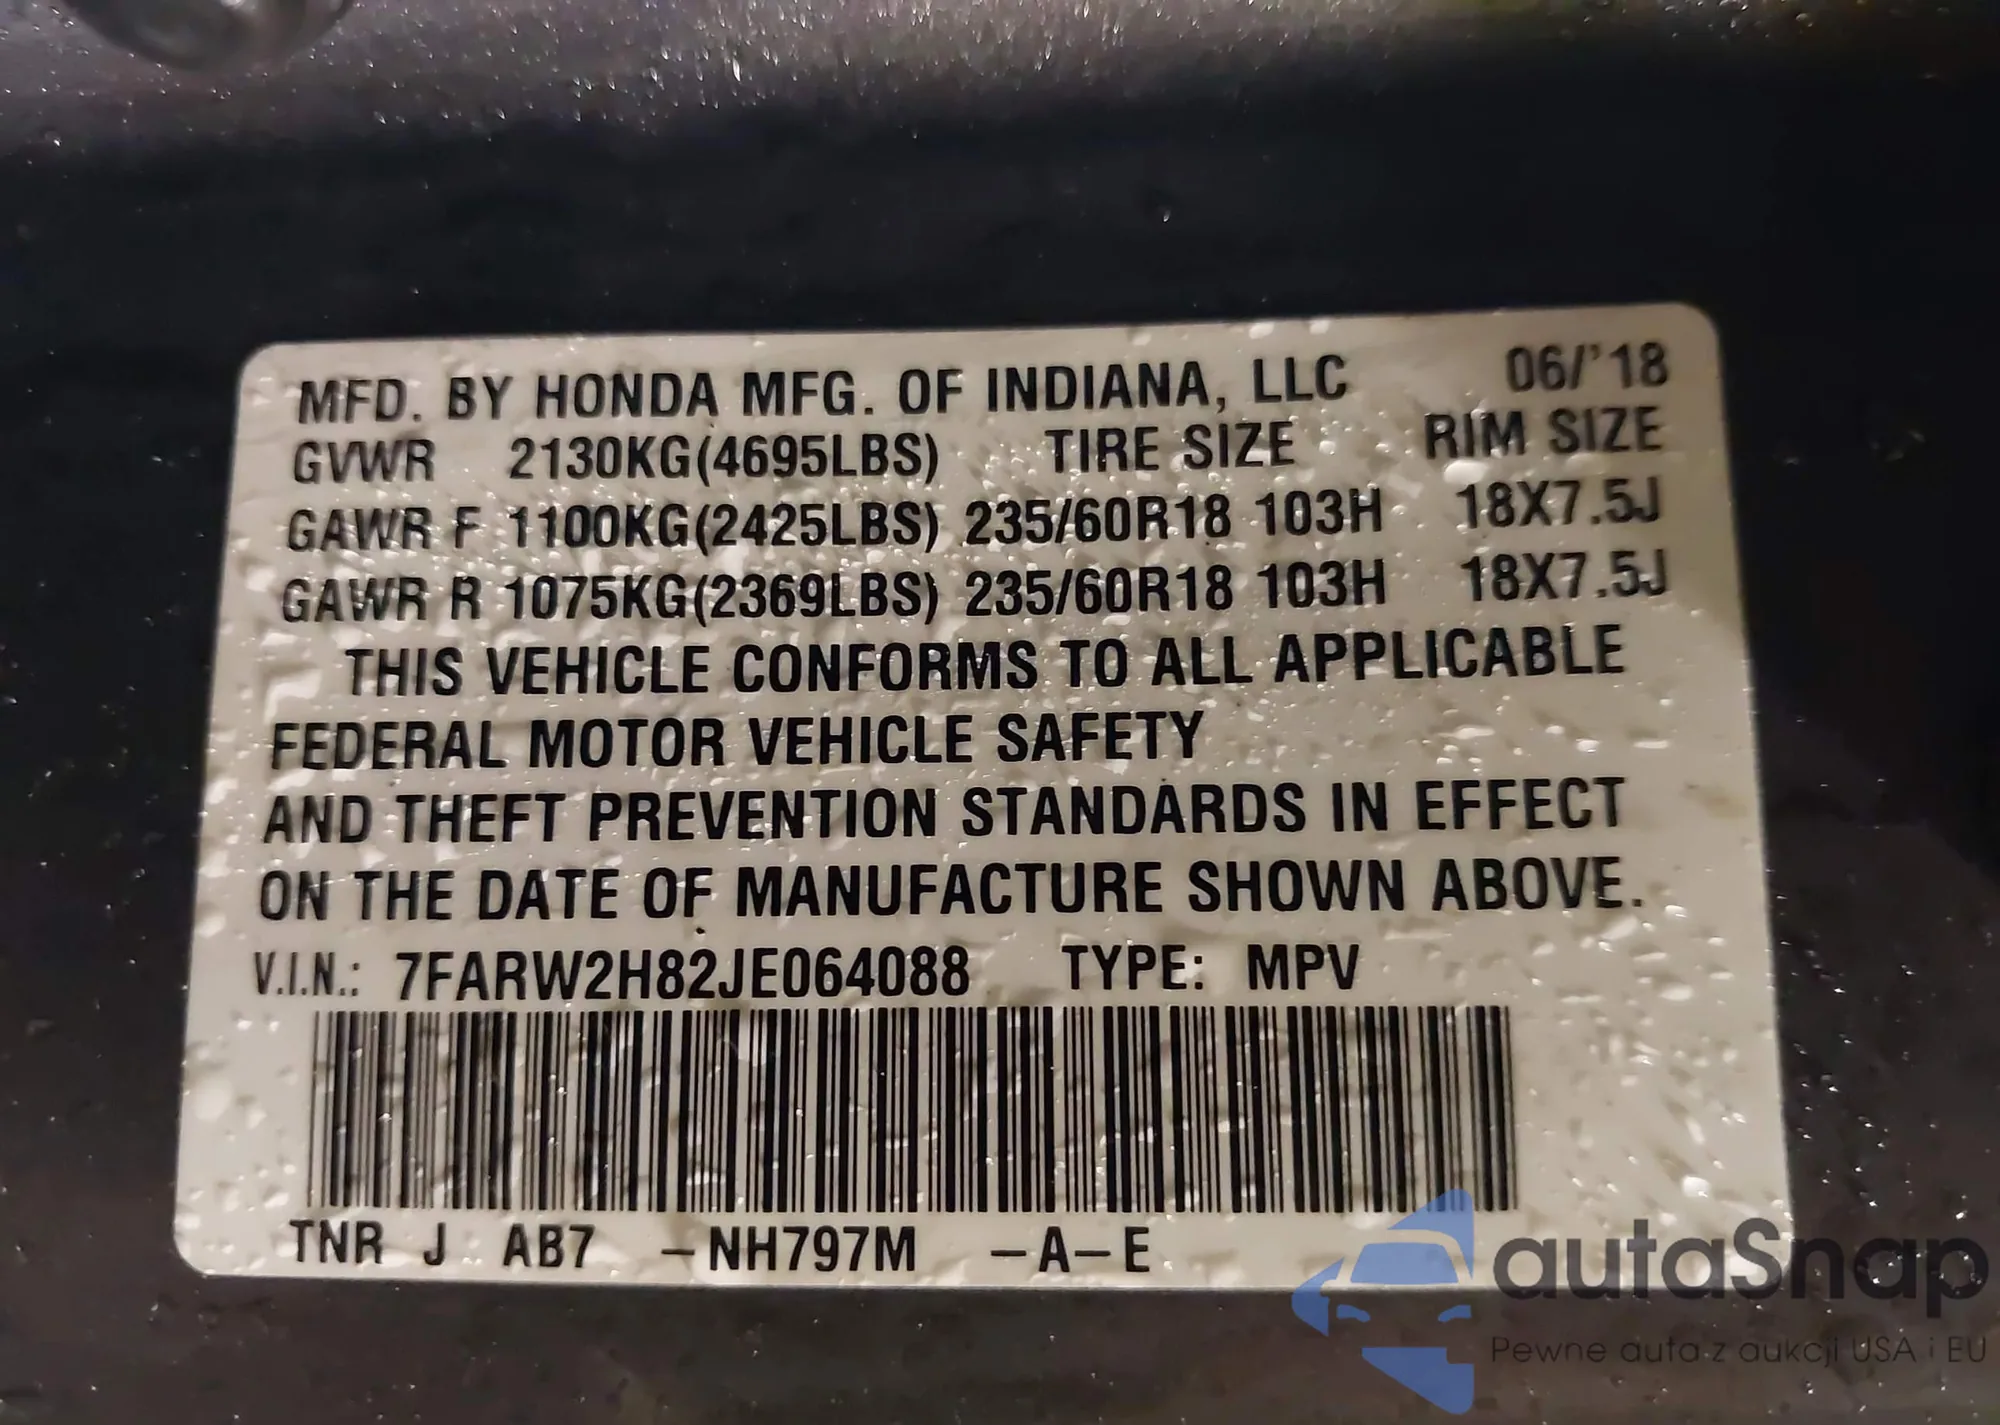 MFD. BY HONDA MFG. OF INDIANA, LLC 06/'18
GVWR 2130KG(4695LBS) TIRE SIZE RIM SIZE
GAWR F 1100KG(2425LBS) 235/60R18 103H 18X7.5J
GAWR R 1075KG(2369LBS) 235/60R18 103H 18X7.5J
THIS VEHICLE CONFORMS TO ALL APPLICABLE
FEDERAL MOTOR VEHICLE SAFETY
AND THEFT PREVENTION STANDARDS IN EFFECT
ON THE DATE OF MANUFACTURE SHOWN ABOVE.
V.I.N.: 7FARW2H82JE064088 TYPE: MPV
TNR J AB7 –NH797M –A–E
autaSnap
Pewne auta z aukcji USA i EU